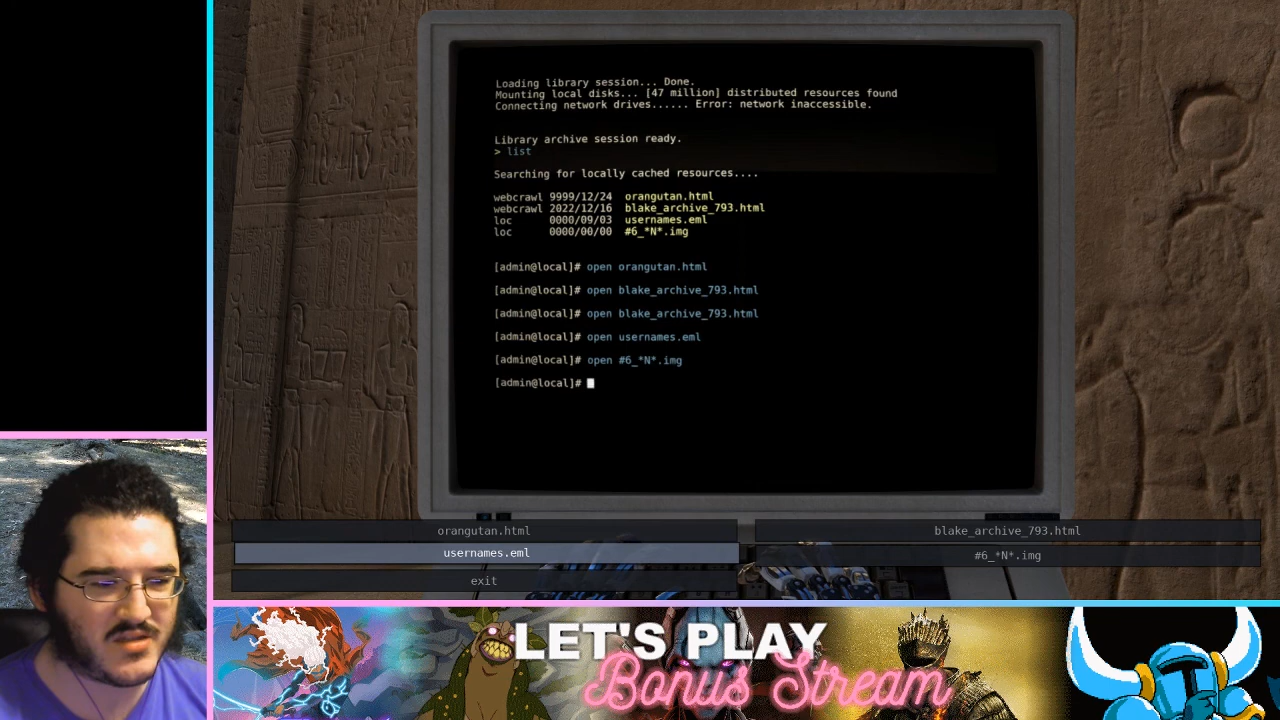 Loading library session... Done.
Mounting local disks... [47 million] distributed resources found
Connecting network drives...... Error: network inaccessible.
Library archive session ready.
> list
Searching for locally cached resources....
webcrawl 9999/12/24 orangutan.html
webcrawl 2022/12/16 blake_archive_793.html
loc 0000/09/03 usernames.eml
loc 0000/00/00 #6_*N*.img
[admin@local]# open orangutan.html
[admin@local]# open blake_archive_793.html
[admin@local]# open blake_archive_793.html
[admin@local]# open usernames.eml
[admin@local]# open #6_*N*.img
[admin@local]#
orangutan.html
blake_archive_793.html
usernames.eml
#6_*N*.img
exit
LET'S PLAY
Bonus Stream